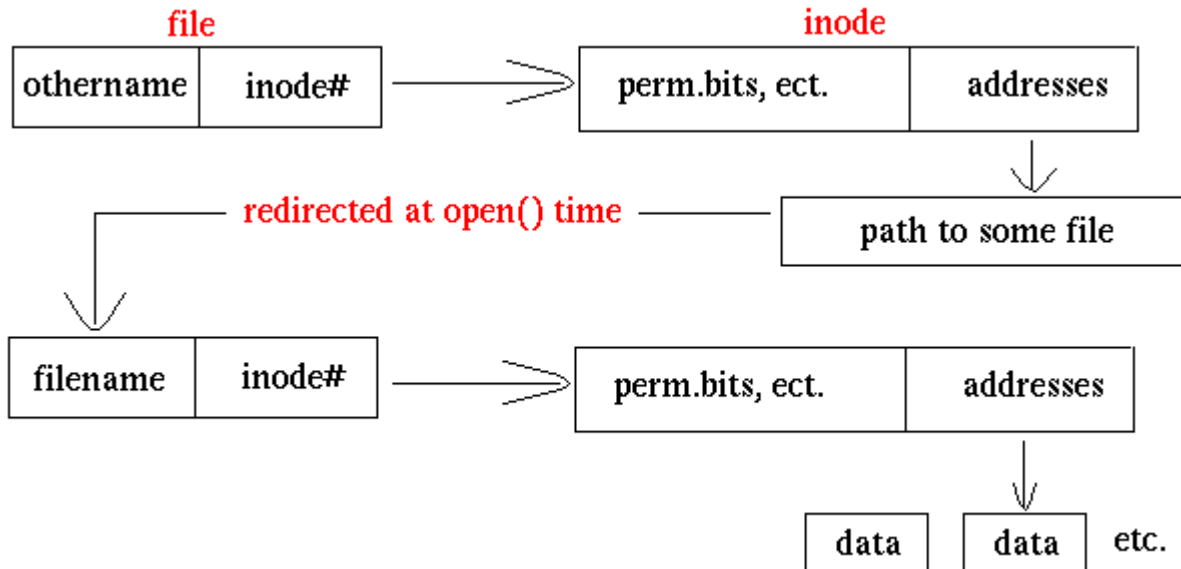 file
inode
othername
inode#
perm.bits, ect.
addresses
path to some file
redirected at open() time
filename
inode#
perm.bits, ect.
addresses
data
data
etc.